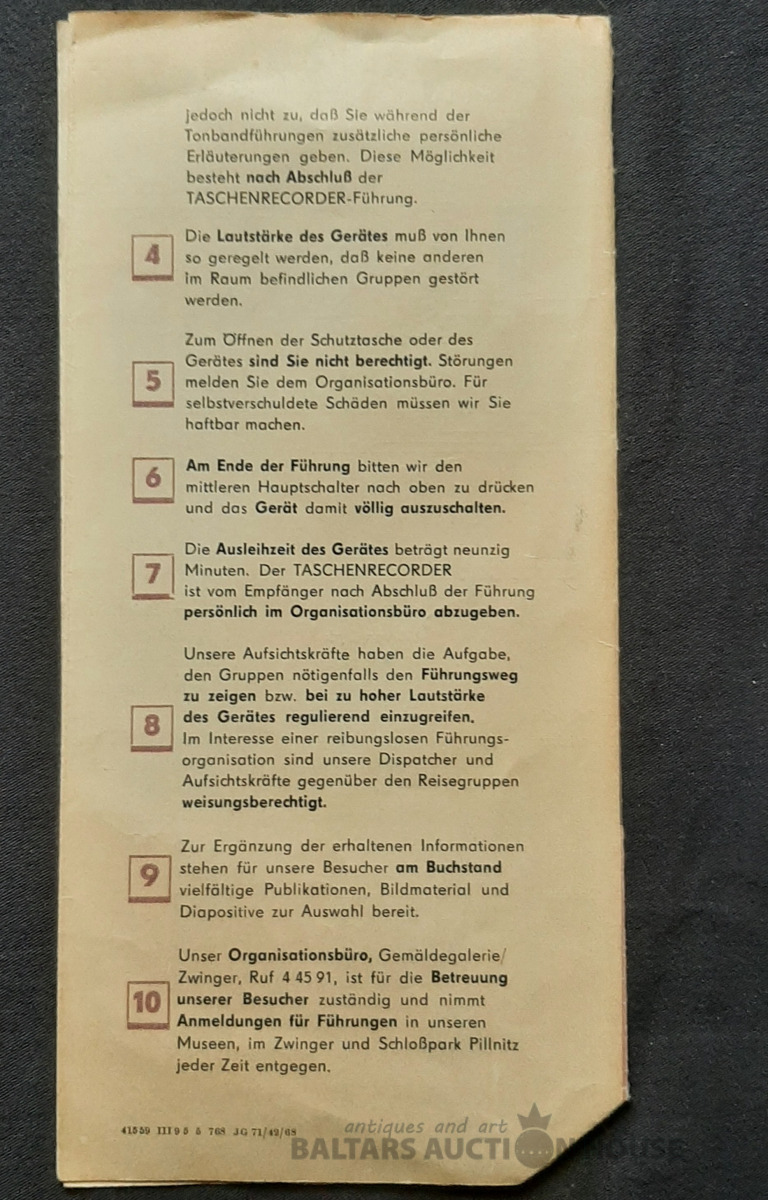 jedoch nicht zu, daß Sie während der
Tonbandführungen zusätzliche persönliche
Erläuterungen geben. Diese Möglichkeit
besteht nach Abschluß der
TASCHENRECORDER-Führung.
4
Die Lautstärke des Gerätes muß von Ihnen
so geregelt werden, daß keine anderen
im Raum befindlichen Gruppen gestört
werden.
5
Zum Öffnen der Schutztasche oder des
Gerätes sind Sie nicht berechtigt. Störungen
melden Sie dem Organisationsbüro. Für
selbstverschuldete Schäden müssen wir Sie
haftbar machen.
6
Am Ende der Führung bitten wir den
mittleren Hauptschalter nach oben zu drücken
und das Gerät damit völlig auszuschalten.
7
Die Ausleihzeit des Gerätes beträgt neunzig
Minuten. Der TASCHENRECORDER
ist vom Empfänger nach Abschluß der Führung
persönlich im Organisationsbüro abzugeben.
8
Unsere Aufsichtskräfte haben die Aufgabe,
den Gruppen nötigenfalls den Führungsweg
zu zeigen bzw. bei zu hoher Lautstärke
des Gerätes regulierend einzugreifen.
Im Interesse einer reibungslosen Führungs-
organisation sind unsere Dispatcher und
Aufsichtskräfte gegenüber den Reisegruppen
weisungsberechtigt.
9
Zur Ergänzung der erhaltenen Informationen
stehen für unsere Besucher am Buchstand
vielfältige Publikationen, Bildmaterial und
Diapositive zur Auswahl bereit.
10
Unser Organisationsbüro, Gemäldegalerie/
Zwinger, Ruf 4 45 91, ist für die Betreuung
unserer Besucher zuständig und nimmt
Anmeldungen für Führungen in unseren
Museen, im Zwinger und Schloßpark Pillnitz
jeder Zeit entgegen.
41559 III 9 5 5 768 JG 71/42/68
antiques and art
BALTARS AUCTION HOUSE